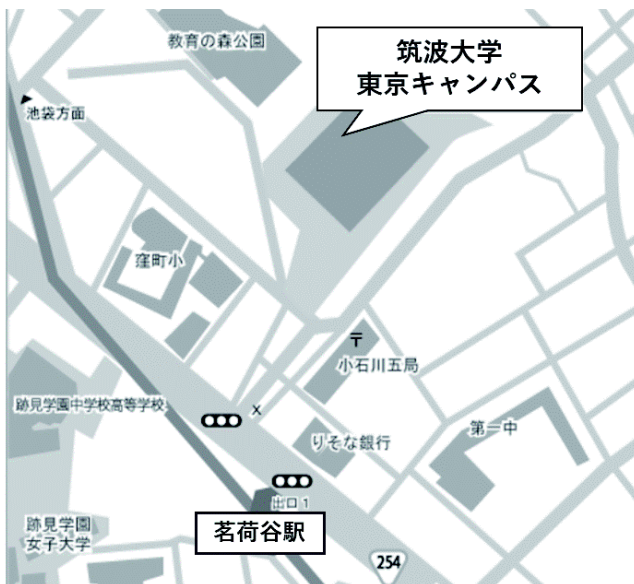 教育の森公園
筑波大学
東京キャンパス
池袋方面
窪町小
〒
小石川五局
跡見学園中学校高等学校
X
りそな銀行
第一中
出口1
茗荷谷駅
跡見学園
女子大学
254